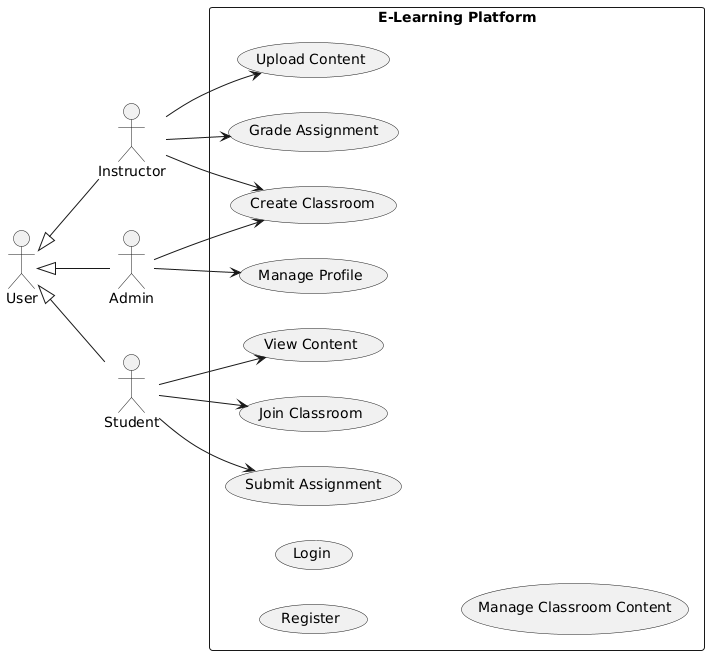 E-Learning Platform
Upload Content
Grade Assignment
Instructor
Create Classroom
Manage Profile
User
Admin
View Content
Join Classroom
Student
Submit Assignment
Login
Manage Classroom Content
Register